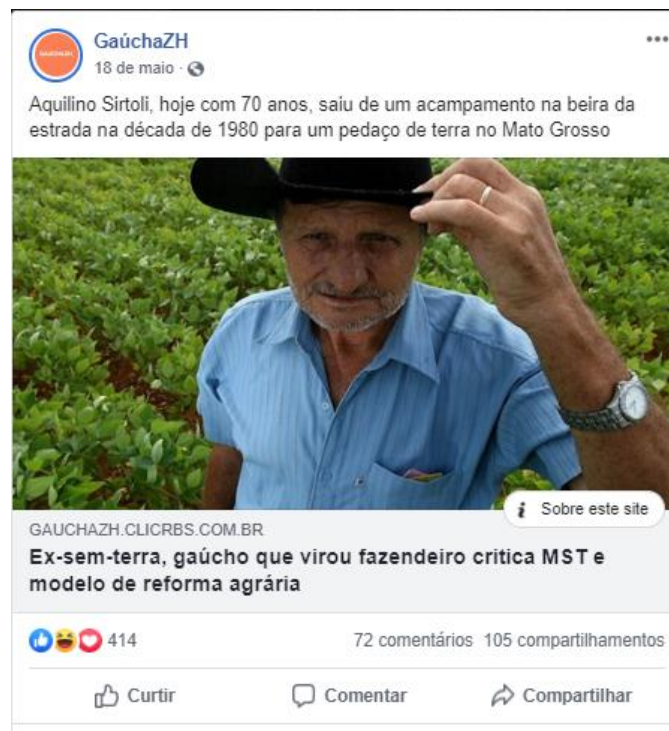 GaúchaZH
18 de maio ·
Aquilino Sirtoli, hoje com 70 anos, saiu de um acampamento na beira da
estrada na década de 1980 para um pedaço de terra no Mato Grosso
Sobre este site
GAUCHAZH.CLICRBS.COM.BR
Ex-sem-terra, gaúcho que virou fazendeiro critica MST e
modelo de reforma agrária
414
72 comentários 105 compartilhamentos
Curtir Comentar Compartilhar